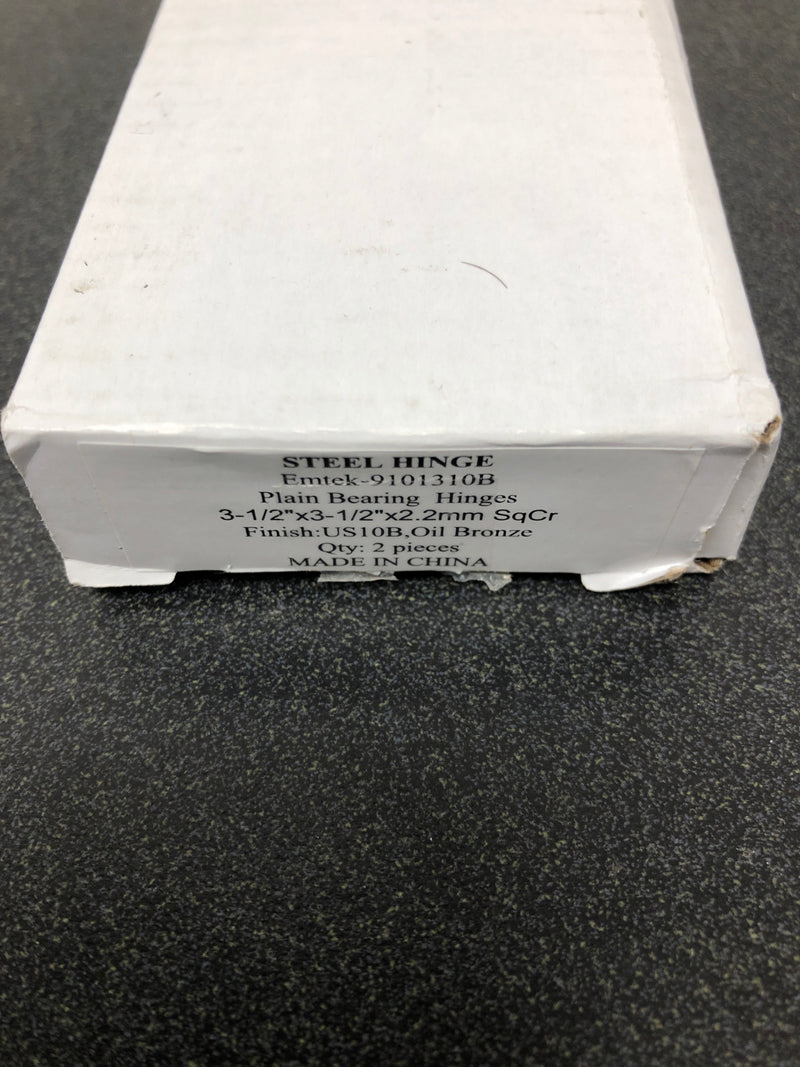 STEEL HINGE
Emtek-9101310B
Plain Bearing Hinges
3-1/2"x3-1/2"x2.2mm SqCr
Finish:US10B,Oil Bronze
Qty: 2 pieces
MADE IN CHINA